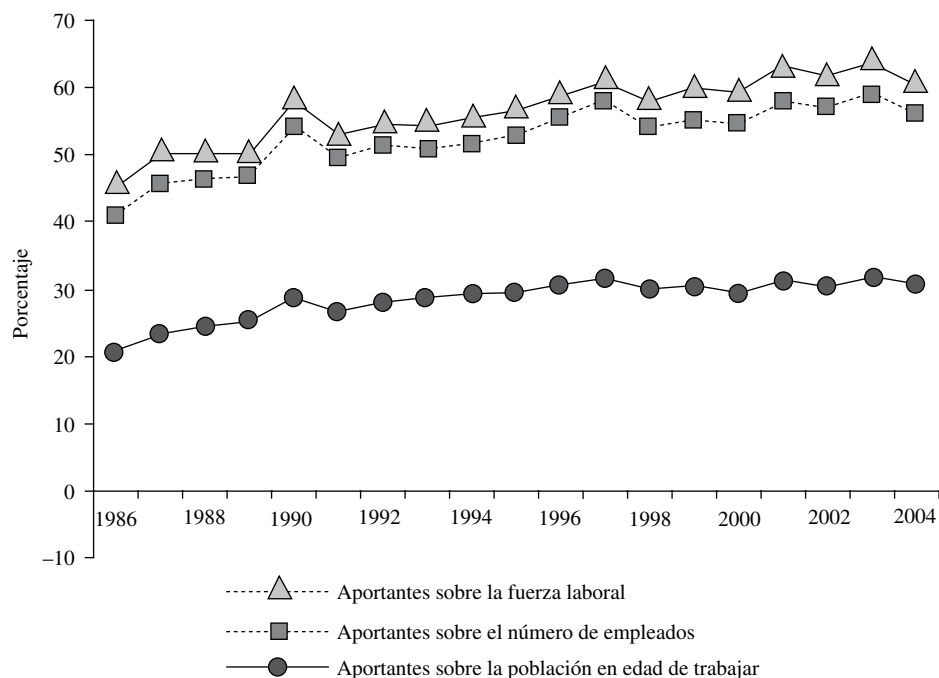 70
60
50
40
30
20
10
0
–10
Porcentaje
1986 1988 1990 1992 1994 1996 1998 2000 2002 2004
Aportantes sobre la fuerza laboral
Aportantes sobre el número de empleados
Aportantes sobre la población en edad de trabajar